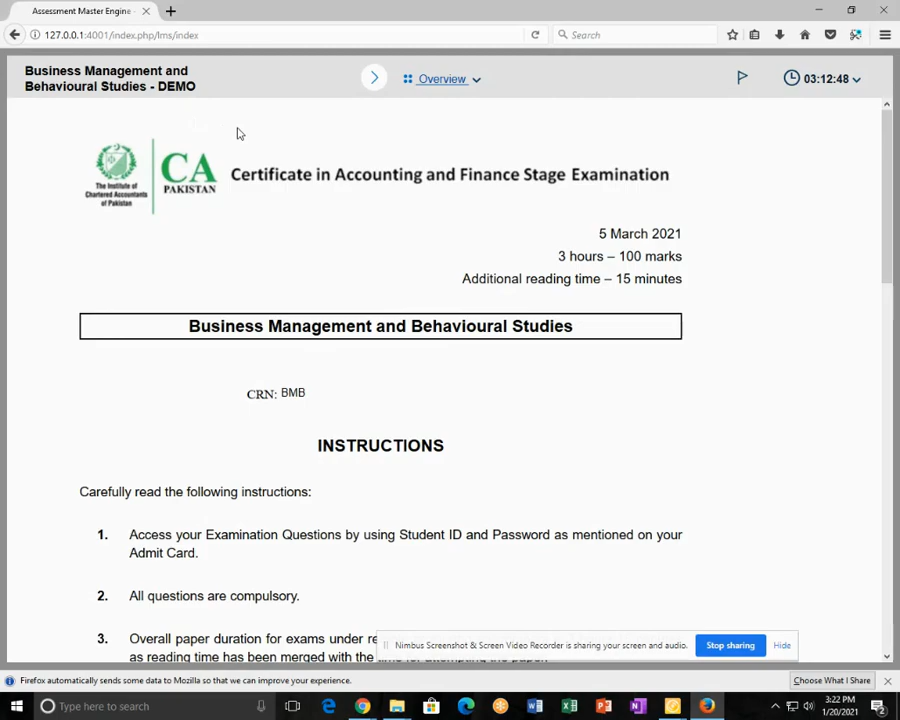 Assessment Master Engine -
127.0.0.1:4001/index.php/lms/index
Search
Business Management and
Behavioural Studies - DEMO
Overview
03:12:48
The Institute of
Chartered Accountants
of Pakistan
CA
PAKISTAN
Certificate in Accounting and Finance Stage Examination
5 March 2021
3 hours – 100 marks
Additional reading time – 15 minutes
Business Management and Behavioural Studies
CRN: BMB
INSTRUCTIONS
Carefully read the following instructions:
1. Access your Examination Questions by using Student ID and Password as mentioned on your
Admit Card.
2. All questions are compulsory.
3. Overall paper duration for exams under
Nimbus Screenshot & Screen Video Recorder is sharing your screen and audio.
Stop sharing
Hide
as reading time has been merged with the
Firefox automatically sends some data to Mozilla so that we can improve your experience.
Choose What I Share
Type here to search
3:22 PM
1/20/2021
2